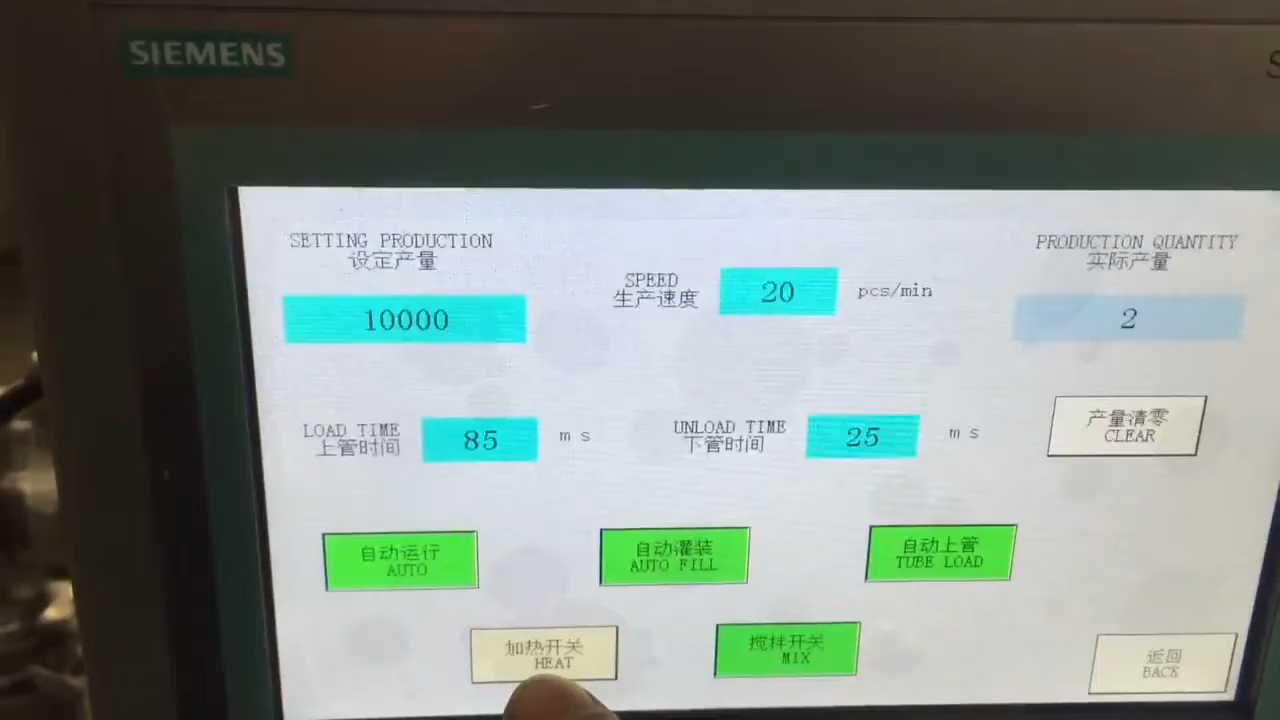 SIEMENS
S
SETTING PRODUCTION
设定产量
10000
SPEED
生产速度
20
pcs/min
PRODUCTION QUANTITY
实际产量
2
LOAD TIME
上管时间
85
ms
UNLOAD TIME
下管时间
25
ms
产量清零
CLEAR
自动运行
AUTO
自动灌装
AUTO FILL
自动上管
TUBE LOAD
加热开关
HEAT
搅拌开关
MIX
返回
BACK